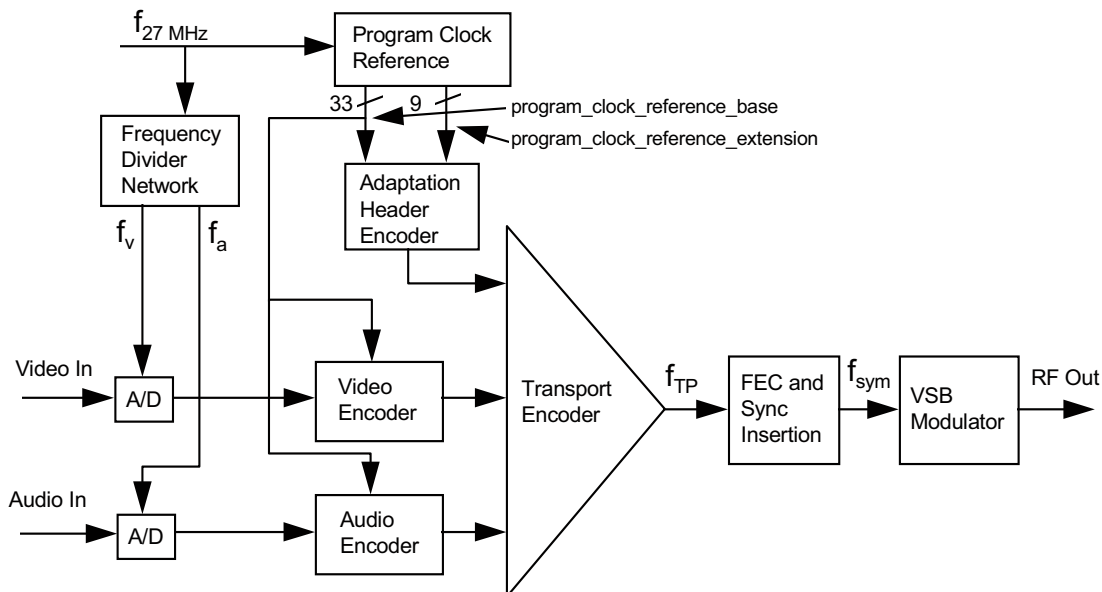 f27 MHz
Program Clock
Reference
33
9
program_clock_reference_base
program_clock_reference_extension
Frequency
Divider
Network
Adaptation
Header
Encoder
fv
fa
Video In
A/D
Video
Encoder
Transport
Encoder
fTP
FEC and
Sync
Insertion
fsym
VSB
Modulator
RF Out
Audio In
A/D
Audio
Encoder